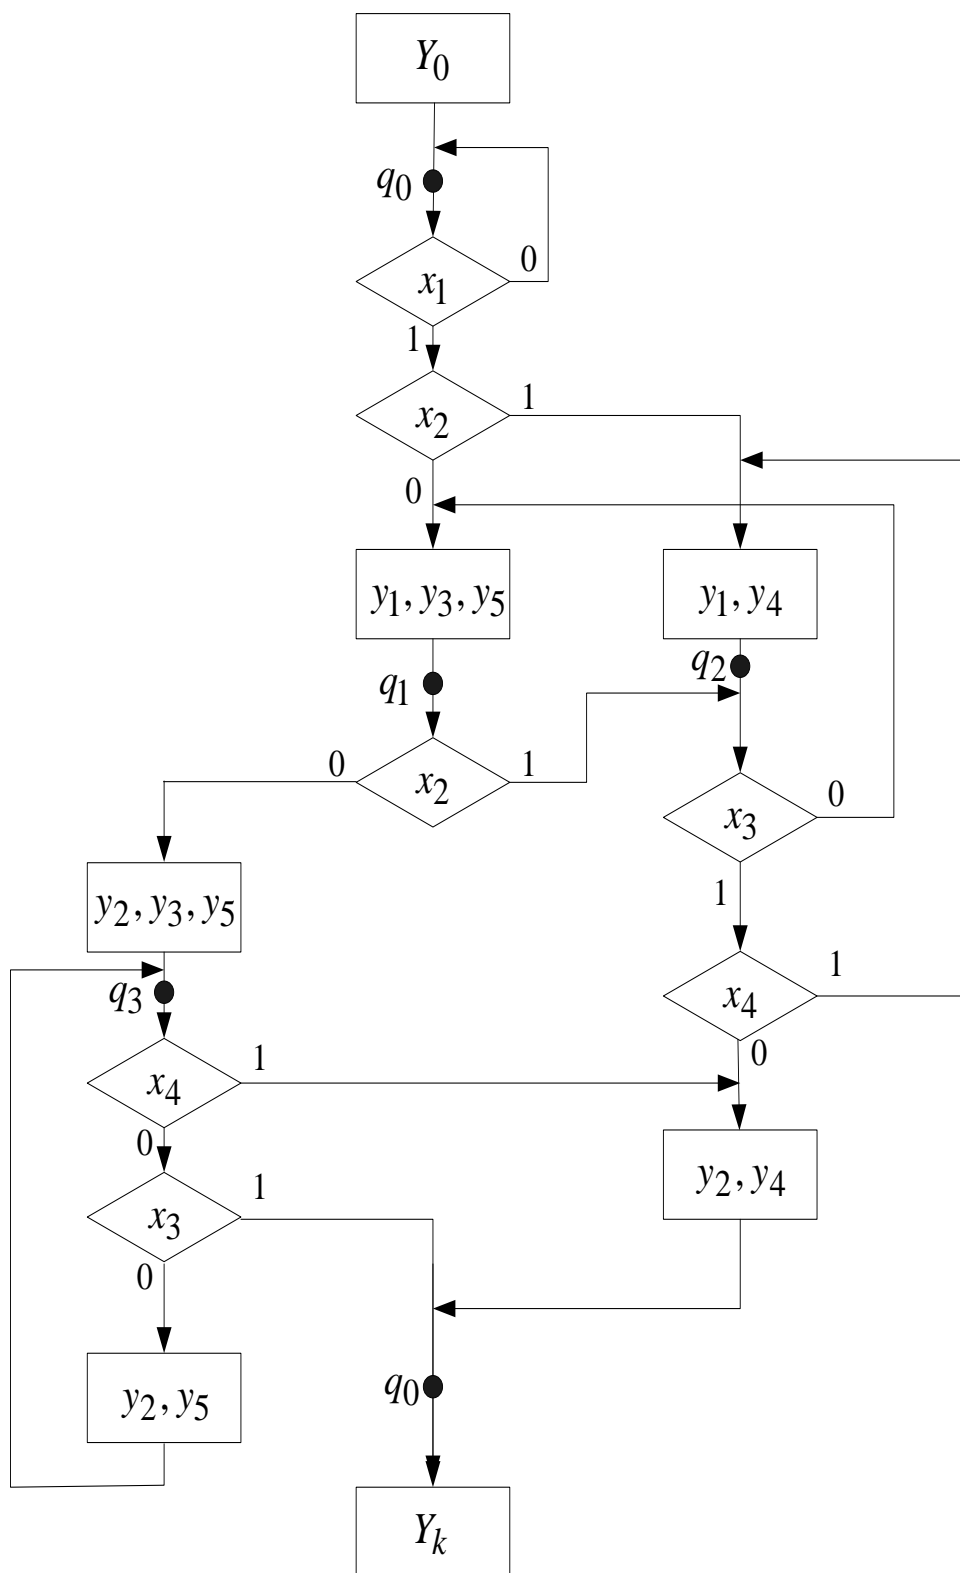 Y0
q0
0
x1
1
x2
1
0
y1, y3, y5
y1, y4
q1
q2
0
x2
1
x3
0
1
y2, y3, y5
q3
x4
1
0
x4
1
0
x3
1
0
y2, y4
y2, y5
q0
Yk